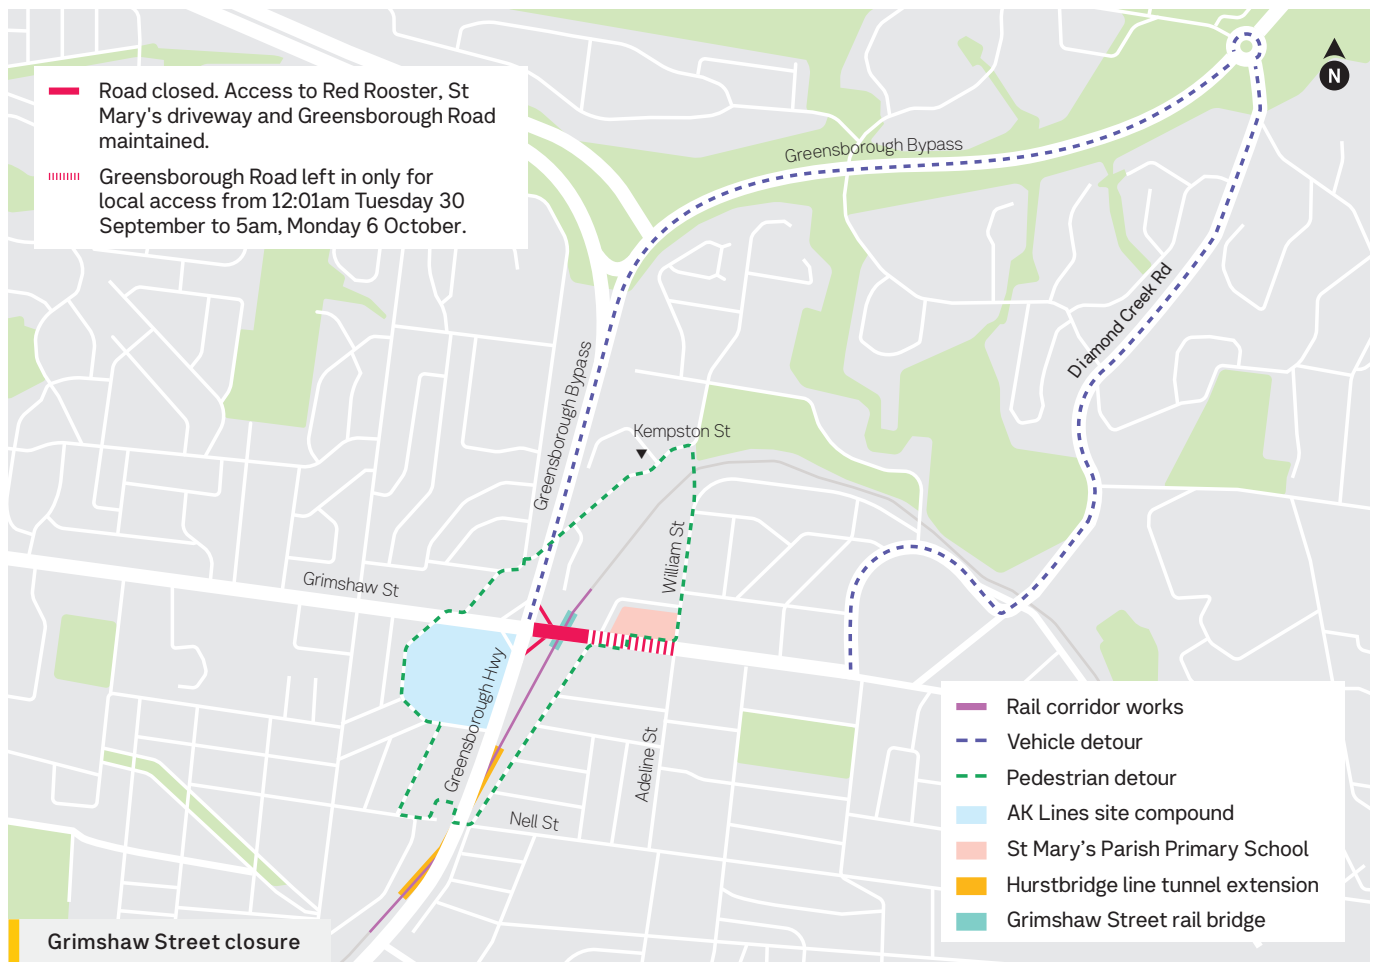 N
Road closed. Access to Red Rooster, St
Mary's driveway and Greensborough Road
maintained.
Greensborough Road left in only for
local access from 12:01am Tuesday 30
September to 5am, Monday 6 October.
Greensborough Bypass
Diamond Creek Rd
Greensborough Bypass
Kempston St
William St
Grimshaw St
Greensborough Hwy
Adeline St
Nell St
Rail corridor works
Vehicle detour
Pedestrian detour
AK Lines site compound
St Mary’s Parish Primary School
Hurstbridge line tunnel extension
Grimshaw Street rail bridge
Grimshaw Street closure